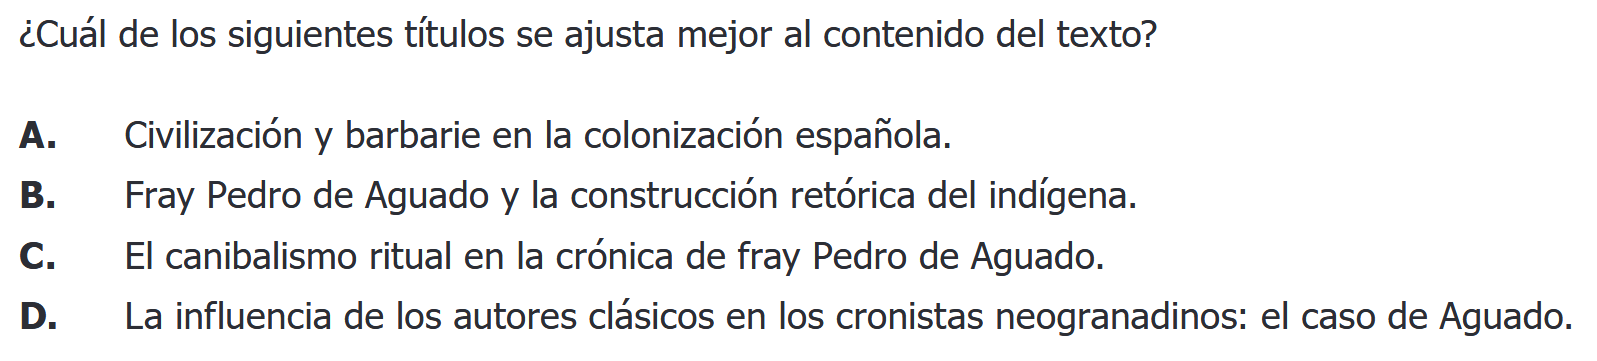 ¿Cuál de los siguientes títulos se ajusta mejor al contenido del texto?
A. Civilización y barbarie en la colonización española.
B. Fray Pedro de Aguado y la construcción retórica del indígena.
C. El canibalismo ritual en la crónica de fray Pedro de Aguado.
D. La influencia de los autores clásicos en los cronistas neogranadinos: el caso de Aguado.